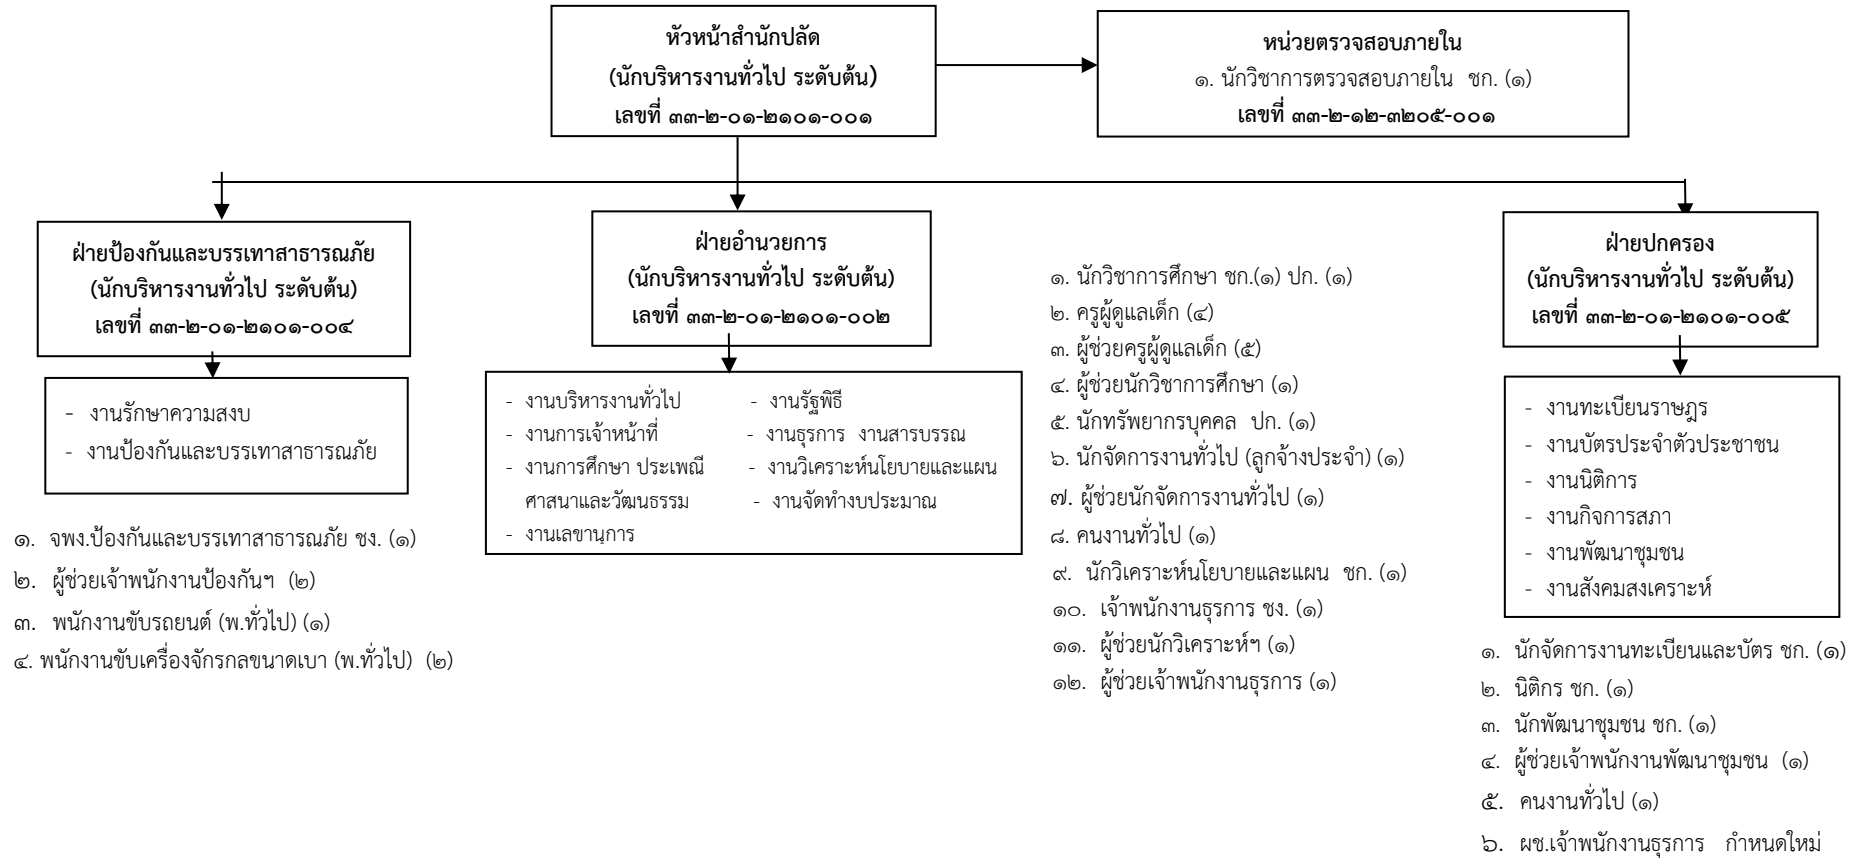 หัวหน้าสำนักปลัด
(นักบริหารงานทั่วไป ระดับต้น)
เลขที่ ๓๓-๒-๐๑-๒๑๐๑-๐๐๑
หน่วยตรวจสอบภายใน
๑. นักวิชาการตรวจสอบภายใน ชก. (๑)
เลขที่ ๓๓-๒-๑๒-๓๒๐๕-๐๐๑
ฝ่ายป้องกันและบรรเทาสาธารณภัย
(นักบริหารงานทั่วไป ระดับต้น)
เลขที่ ๓๓-๒-๐๑-๒๑๐๑-๐๐๔
- งานรักษาความสงบ
- งานป้องกันและบรรเทาสาธารณภัย
๑. จพง.ป้องกันและบรรเทาสาธารณภัย ชง. (๑)
๒. ผู้ช่วยเจ้าพนักงานป้องกันฯ (๒)
๓. พนักงานขับรถยนต์ (พ.ทั่วไป) (๑)
๔. พนักงานขับเครื่องจักรกลขนาดเบา (พ.ทั่วไป) (๒)
ฝ่ายอำนวยการ
(นักบริหารงานทั่วไป ระดับต้น)
เลขที่ ๓๓-๒-๐๑-๒๑๐๑-๐๐๒
- งานบริหารงานทั่วไป - งานรัฐพิธี
- งานการเจ้าหน้าที่ - งานธุรการ งานสารบรรณ
- งานการศึกษา ประเพณี - งานวิเคราะห์นโยบายและแผน
ศาสนาและวัฒนธรรม - งานจัดทำงบประมาณ
- งานเลขานุการ
๑. นักวิชาการศึกษา ชก.(๑) ปก. (๑)
๒. ครูผู้ดูแลเด็ก (๔)
๓. ผู้ช่วยครูผู้ดูแลเด็ก (๕)
๔. ผู้ช่วยนักวิชาการศึกษา (๑)
๕. นักทรัพยากรบุคคล ปก. (๑)
๖. นักจัดการงานทั่วไป (ลูกจ้างประจำ) (๑)
๗. ผู้ช่วยนักจัดการงานทั่วไป (๑)
๘. คนงานทั่วไป (๑)
๙. นักวิเคราะห์นโยบายและแผน ชก. (๑)
๑๐. เจ้าพนักงานธุรการ ชง. (๑)
๑๑. ผู้ช่วยนักวิเคราะห์ฯ (๑)
๑๒. ผู้ช่วยเจ้าพนักงานธุรการ (๑)
ฝ่ายปกครอง
(นักบริหารงานทั่วไป ระดับต้น)
เลขที่ ๓๓-๒-๐๑-๒๑๐๑-๐๐๕
- งานทะเบียนราษฎร
- งานบัตรประจำตัวประชาชน
- งานนิติการ
- งานกิจการสภา
- งานพัฒนาชุมชน
- งานสังคมสงเคราะห์
๑. นักจัดการงานทะเบียนและบัตร ชก. (๑)
๒. นิติกร ชก. (๑)
๓. นักพัฒนาชุมชน ชก. (๑)
๔. ผู้ช่วยเจ้าพนักงานพัฒนาชุมชน (๑)
๕. คนงานทั่วไป (๑)
๖. ผช.เจ้าพนักงานธุรการ กำหนดใหม่